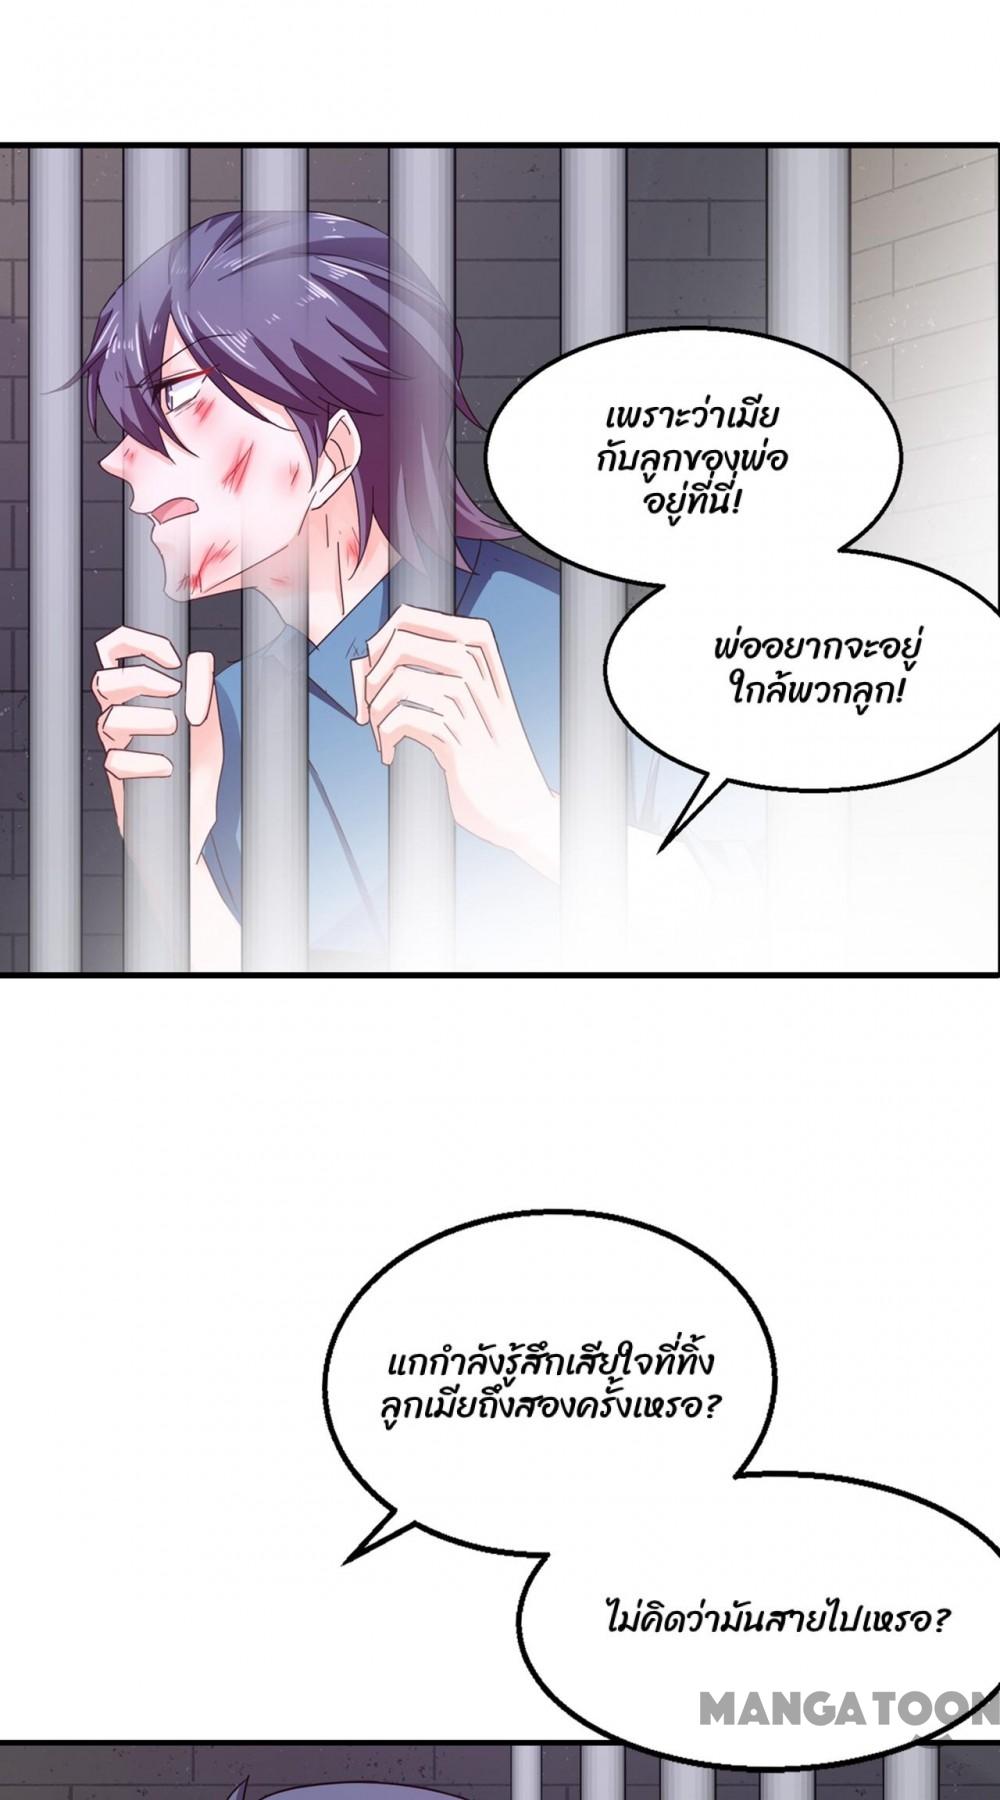 เพราะว่าเมีย
กับลูกของพ่อ
อยู่ที่นี่!
พ่ออยากจะอยู่
ใกล้พวกลูก!
แกกำลังรู้สึกเสียใจที่ทิ้ง
ลูกเมียถึงสองครั้งเหรอ?
ไม่คิดว่ามันสายไปเหรอ?
MANGATOON